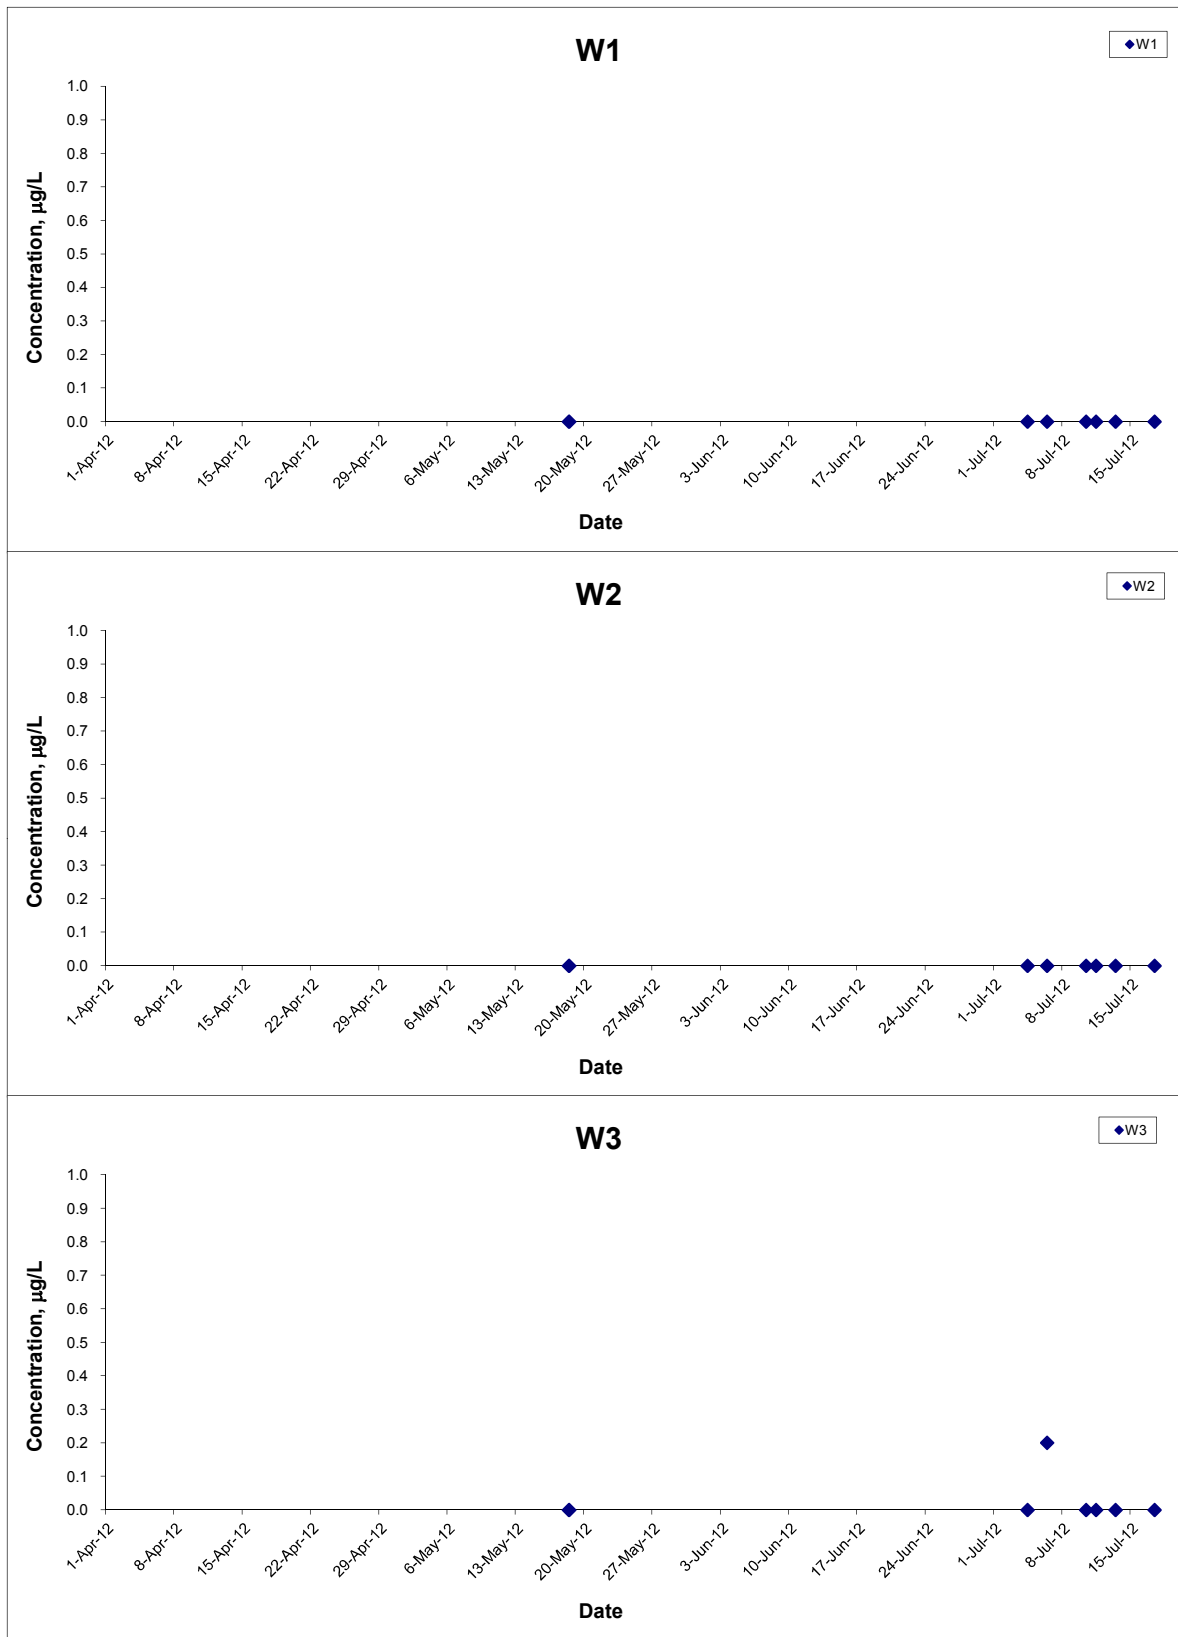 W1
W1
1.0
0.9
0.8
0.7
0.6
0.5
0.4
0.3
0.2
0.1
0.0
Concentration, µg/L
1-Apr-12
8-Apr-12
15-Apr-12
22-Apr-12
29-Apr-12
6-May-12
13-May-12
20-May-12
27-May-12
3-Jun-12
10-Jun-12
17-Jun-12
24-Jun-12
1-Jul-12
8-Jul-12
15-Jul-12
Date
W2
W2
1.0
0.9
0.8
0.7
0.6
0.5
0.4
0.3
0.2
0.1
0.0
Concentration, µg/L
1-Apr-12
8-Apr-12
15-Apr-12
22-Apr-12
29-Apr-12
6-May-12
13-May-12
20-May-12
27-May-12
3-Jun-12
10-Jun-12
17-Jun-12
24-Jun-12
1-Jul-12
8-Jul-12
15-Jul-12
Date
W3
W3
1.0
0.9
0.8
0.7
0.6
0.5
0.4
0.3
0.2
0.1
0.0
Concentration, µg/L
1-Apr-12
8-Apr-12
15-Apr-12
22-Apr-12
29-Apr-12
6-May-12
13-May-12
20-May-12
27-May-12
3-Jun-12
10-Jun-12
17-Jun-12
24-Jun-12
1-Jul-12
8-Jul-12
15-Jul-12
Date